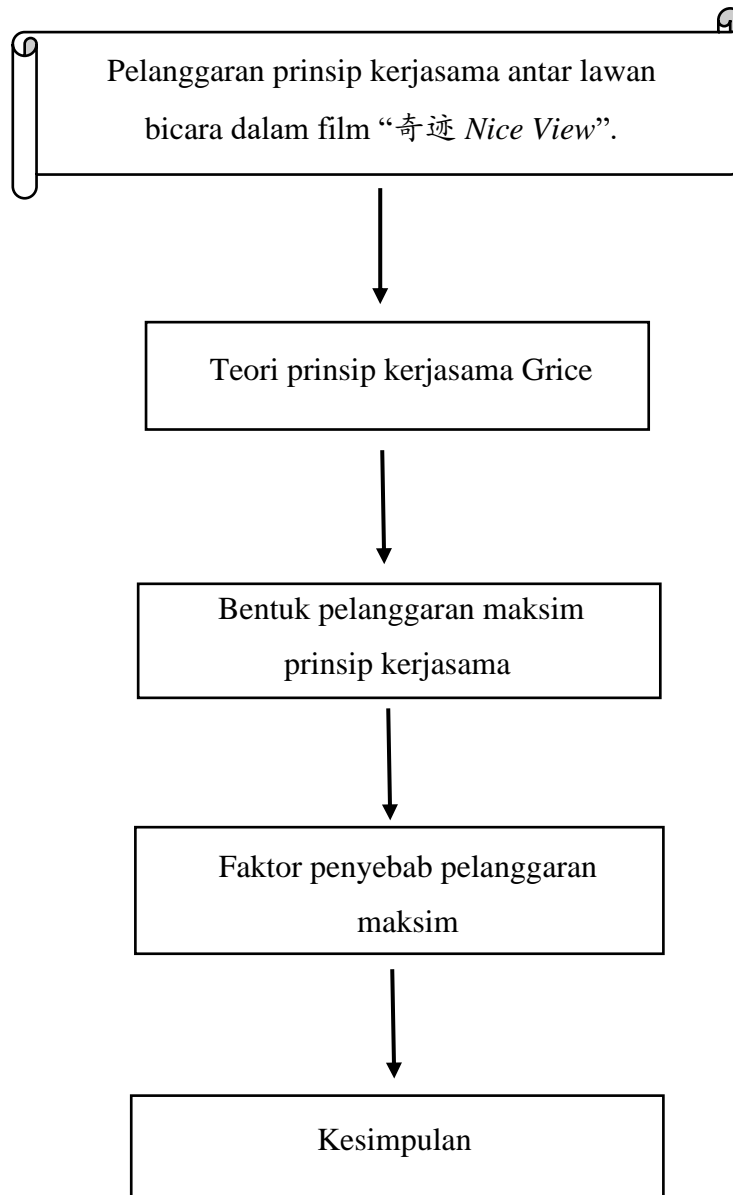 Pelanggaran prinsip kerjasama antar lawan
bicara dalam film “奇迹 Nice View”.
Teori prinsip kerjasama Grice
Bentuk pelanggaran maksim
prinsip kerjasama
Faktor penyebab pelanggaran
maksim
Kesimpulan